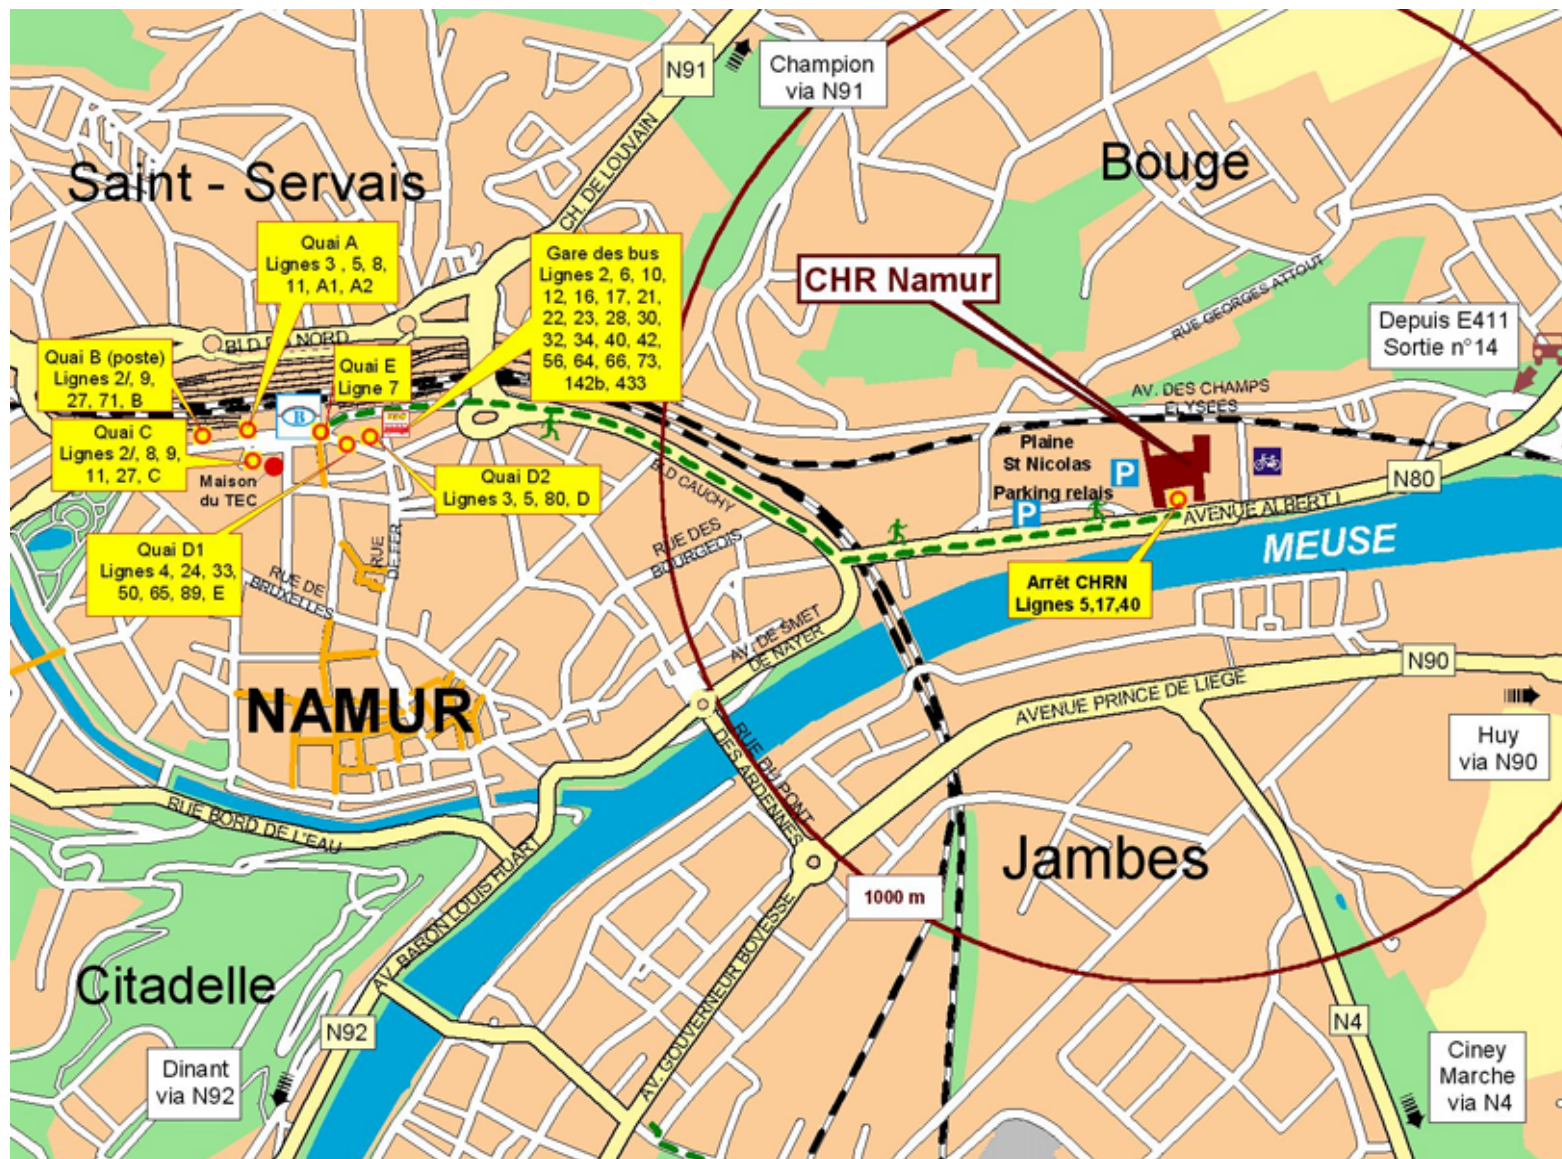 N91
Champion
via N91
Saint - Servais
Bouge
CH. DE LOUVAIN
Quai A
Lignes 3 , 5, 8,
11, A1, A2
Gare des bus
Lignes 2, 6, 10,
12, 16, 17, 21,
22, 23, 28, 30,
32, 34, 40, 42,
56, 64, 66, 73,
142b, 433
CHR Namur
RUE GEORGES ATTOUT
Depuis E411
Sortie n°14
BLD DU NORD
Quai B (poste)
Lignes 2/, 9,
27, 71, B
Quai E
Ligne 7
B
TEC
AV. DES CHAMPS
ELYSEES
Quai C
Lignes 2/, 8, 9,
11, 27, C
Maison
du TEC
Quai D2
Lignes 3, 5, 80, D
BLD CAUCHY
Plaine
St Nicolas
P
Parking relais
P
N80
AVENUE ALBERT I
MEUSE
Quai D1
Lignes 4, 24, 33,
50, 65, 89, E
RUE
DE FER
RUE DES
BOURGEOIS
RUE DE
BRUXELLES
Arrêt CHRN
Lignes 5,17,40
AV. DE SMET
DE NAYER
N90
AVENUE PRINCE DE LIEGE
NAMUR
RUE DU PONT
DES ARDENNES
Huy
via N90
RUE BORD DE L'EAU
Jambes
1000 m
AV. BARON LOUIS HUART
AV. GOUVERNEUR BOVESSE
Citadelle
N92
N4
Dinant
via N92
Ciney
Marche
via N4